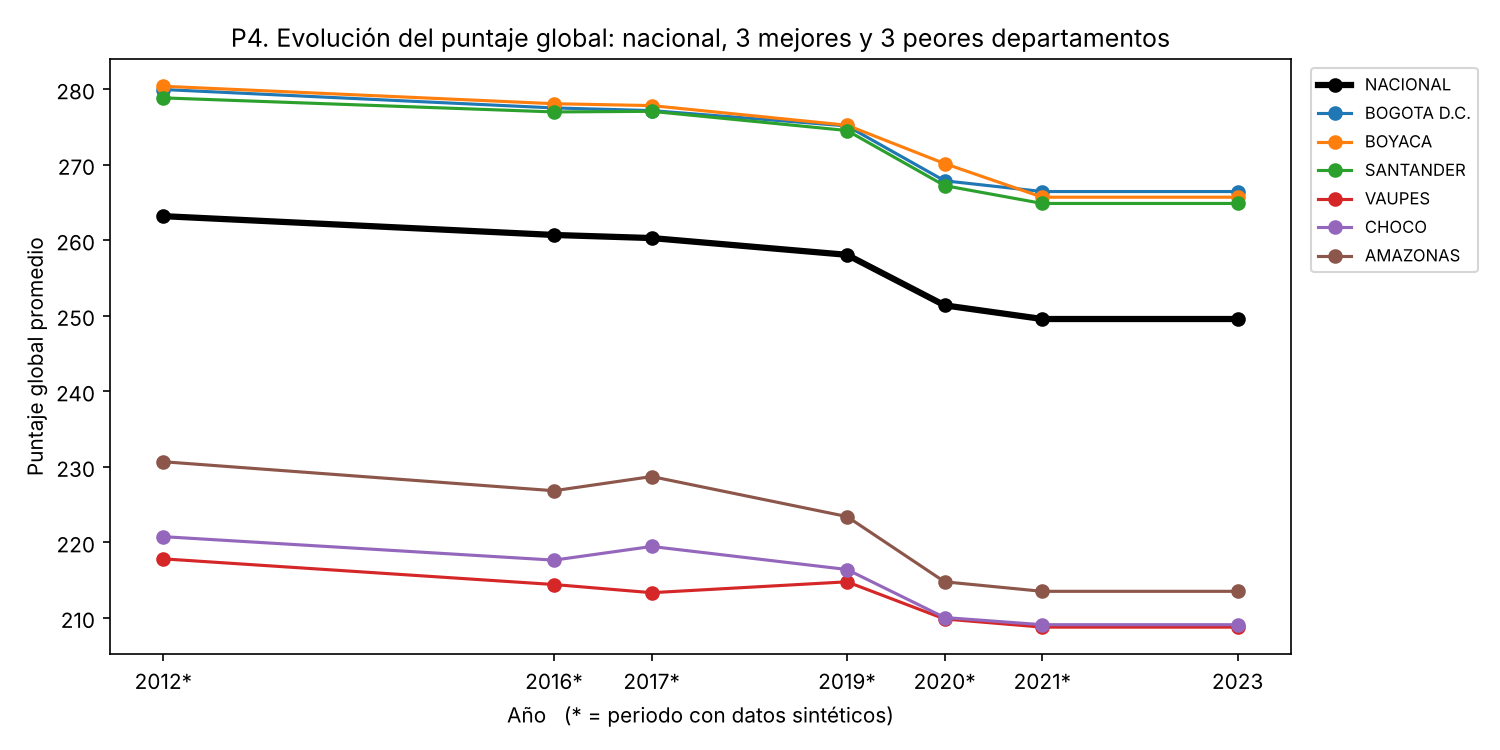 P4. Evolución del puntaje global: nacional, 3 mejores y 3 peores departamentos
Puntaje global promedio
280
270
260
250
240
230
220
210
2012*
2016*
2017*
2019*
2020*
2021*
2023
Año (* = periodo con datos sintéticos)
NACIONAL
BOGOTA D.C.
BOYACA
SANTANDER
VAUPES
CHOCO
AMAZONAS